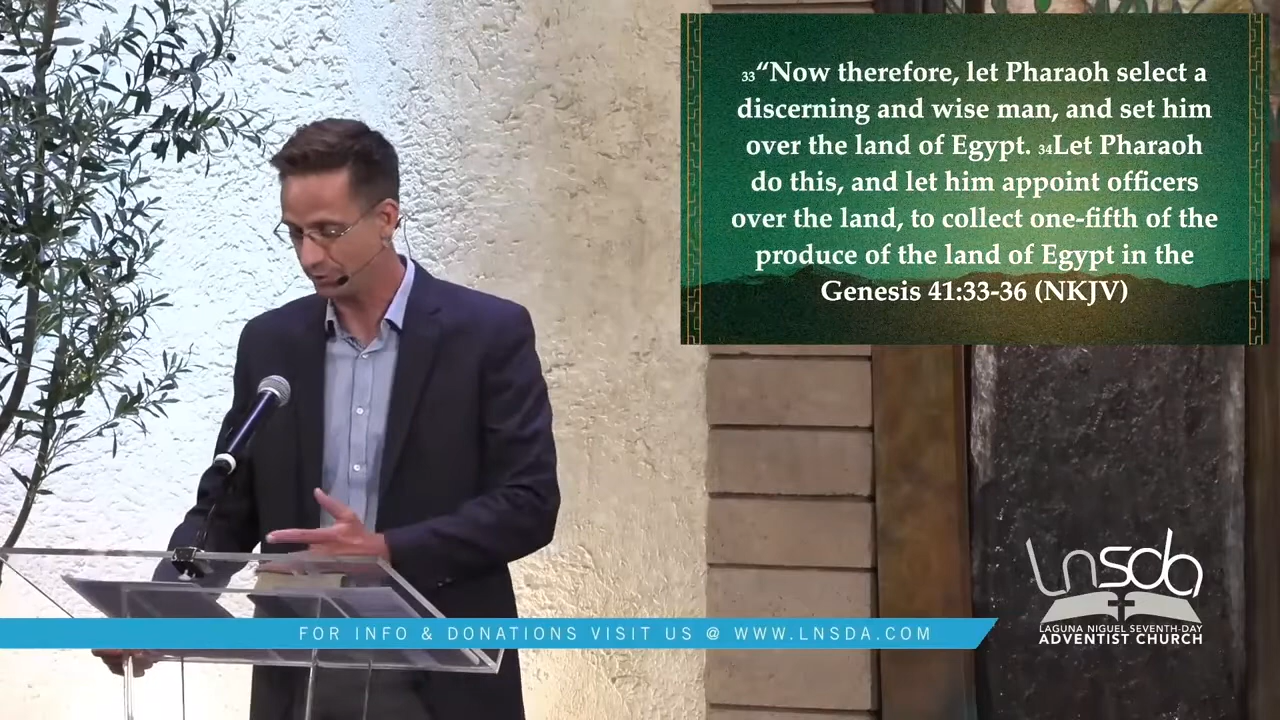 33“Now therefore, let Pharaoh select a
discerning and wise man, and set him
over the land of Egypt. 34Let Pharaoh
do this, and let him appoint officers
over the land, to collect one-fifth of the
produce of the land of Egypt in the
Genesis 41:33-36 (NKJV)
lnsda
LAGUNA NIGUEL SEVENTH-DAY
ADVENTIST CHURCH
FOR INFO & DONATIONS VISIT US @ WWW.LNSDA.COM